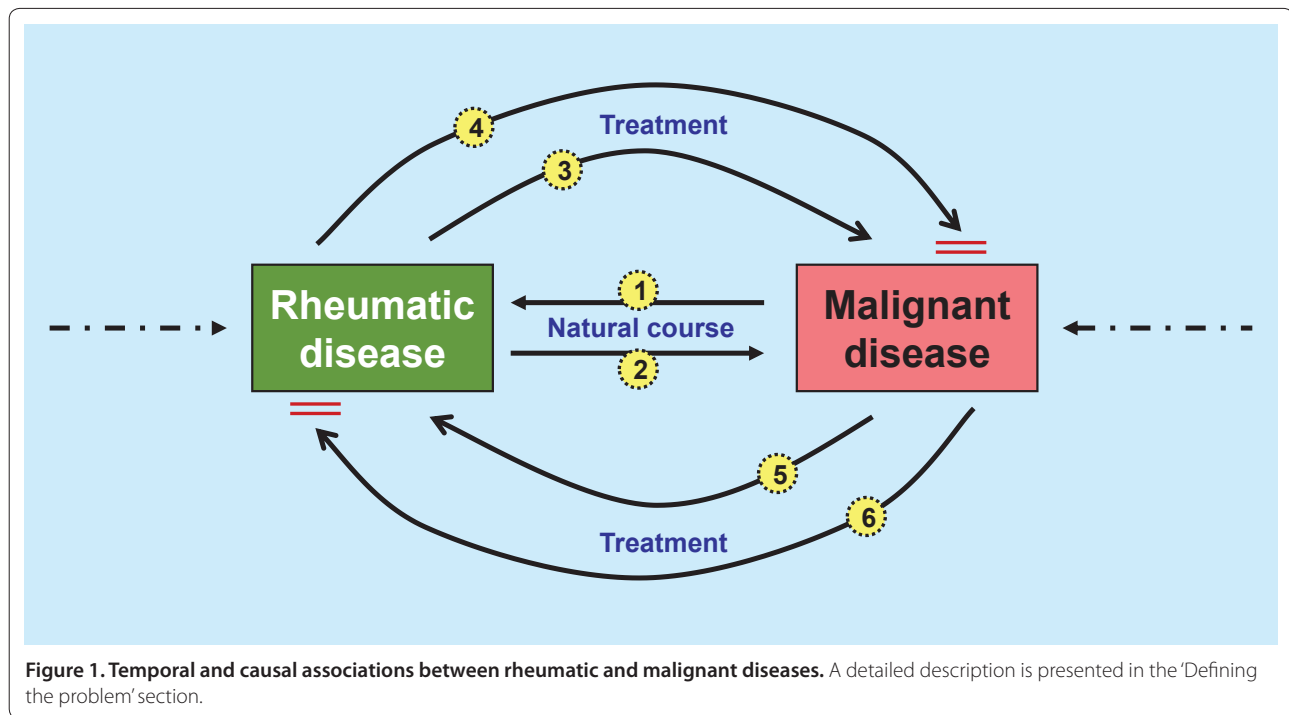 4
Treatment
3
Rheumatic
disease
1
Natural course
2
Malignant
disease
5
6
Treatment
Figure 1. Temporal and causal associations between rheumatic and malignant diseases. A detailed description is presented in the ‘Defining
the problem’ section.